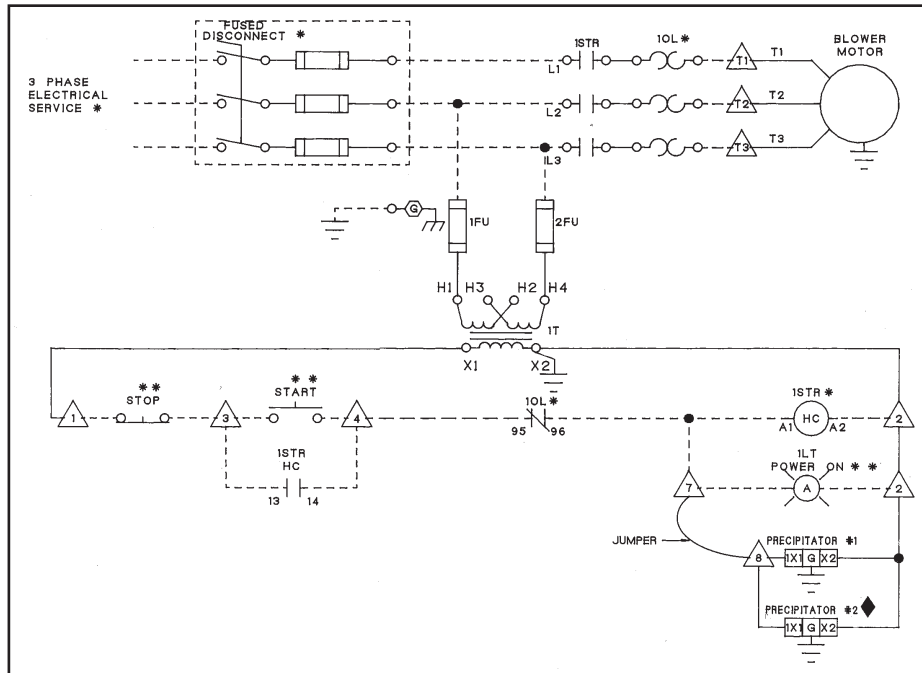 FUSED
DISCONNECT *
3 PHASE
ELECTRICAL
SERVICE *
1STR
1OL *
BLOWER
MOTOR
L1
T1
T1
L2
T2
T2
L3
T3
T3
G
1FU
2FU
H1 H3 H2 H4
1T
X1 X2
* *
STOP
* *
START
1OL *
1STR *
1
3
4
95 96
HC
A1 A2
2
1STR
HC
13 14
1LT
POWER ON * *
7
A
2
JUMPER
PRECIPITATOR #1
8
1X1 G X2
PRECIPITATOR #2
1X1 G X2